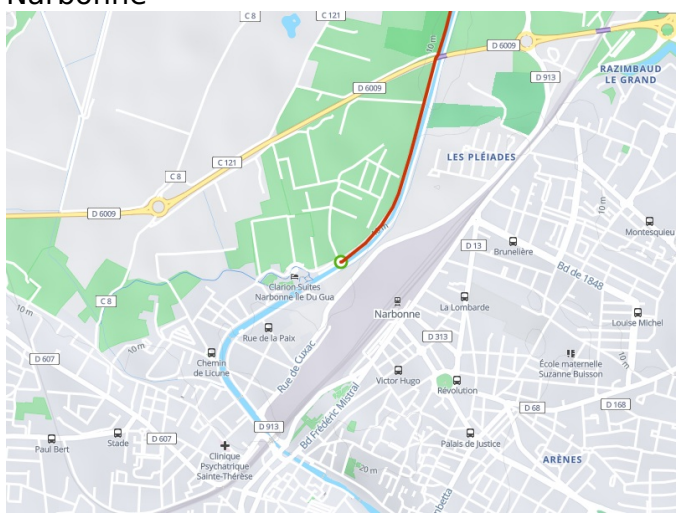 Narbonne
C 8
C 121
D 6009
10 m
D 6009
D 913
RAZIMBAUD
LE GRAND
C 121
C 8
LES PLÉIADES
D 6009
10 m
D 13
Brunelière
Montesquieu
Clarion Suites
Narbonne Île Du Gua
Bd de 1848
C 8
10 m
Narbonne
La Lombarde
Louise Michel
Rue de la Paix
D 313
10 m
D 607
Chemin
de Licune
Rue de Cuxac
École maternelle
Suzanne Buisson
10 m
Victor Hugo
Révolution
Bd Frédéric Mistral
D 68
D 168
D 913
Paul Bert
Stade
D 607
Palais de Justice
Clinique
Psychatrique
Sainte-Thérèse
ARÈNES
20 m